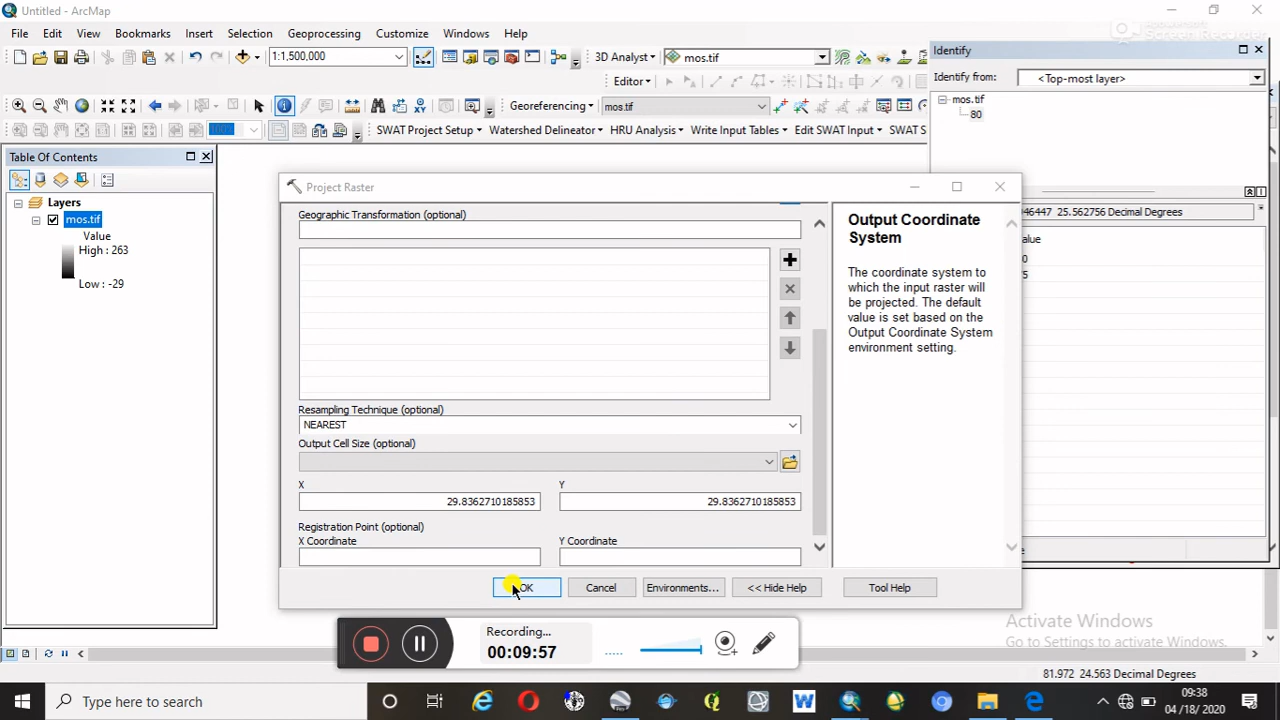 Untitled - ArcMap
File Edit View Bookmarks Insert Selection Geoprocessing Customize Windows Help
1:1,500,000
3D Analyst
mos.tif
Editor
Georeferencing
mos.tif
SWAT Project Setup
Watershed Delineator
HRU Analysis
Write Input Tables
Edit SWAT Input
SWAT S
Identify
Identify from:
<Top-most layer>
mos.tif
80
46447 25.562756 Decimal Degrees
alue
0
5
Table Of Contents
Layers
mos.tif
Value
High : 263
Low : -29
Project Raster
Geographic Transformation (optional)
Resampling Technique (optional)
NEAREST
Output Cell Size (optional)
X
Y
29.8362710185853
29.8362710185853
Registration Point (optional)
X Coordinate
Y Coordinate
OK
Cancel
Environments...
<< Hide Help
Tool Help
Output Coordinate
System
The coordinate system to
which the input raster will
be projected. The default
value is set based on the
Output Coordinate System
environment setting.
Recording...
00:09:57
Activate Windows
Go to Settings to activate Windows.
81.972 24.563 Decimal Degrees
Type here to search
09:38
04 /18/ 2020